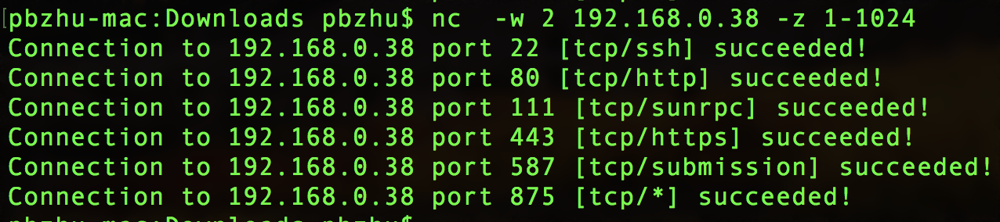 [pbzhu-mac:Downloads pbzhu$ nc  -w 2 192.168.0.38 -z 1-1024
Connection to 192.168.0.38 port 22 [tcp/ssh] succeeded!
Connection to 192.168.0.38 port 80 [tcp/http] succeeded!
Connection to 192.168.0.38 port 111 [tcp/sunrpc] succeeded!
Connection to 192.168.0.38 port 443 [tcp/https] succeeded!
Connection to 192.168.0.38 port 587 [tcp/submission] succeeded!
Connection to 192.168.0.38 port 875 [tcp/*] succeeded!
pbzhu-mac:Downloads pbzhu$